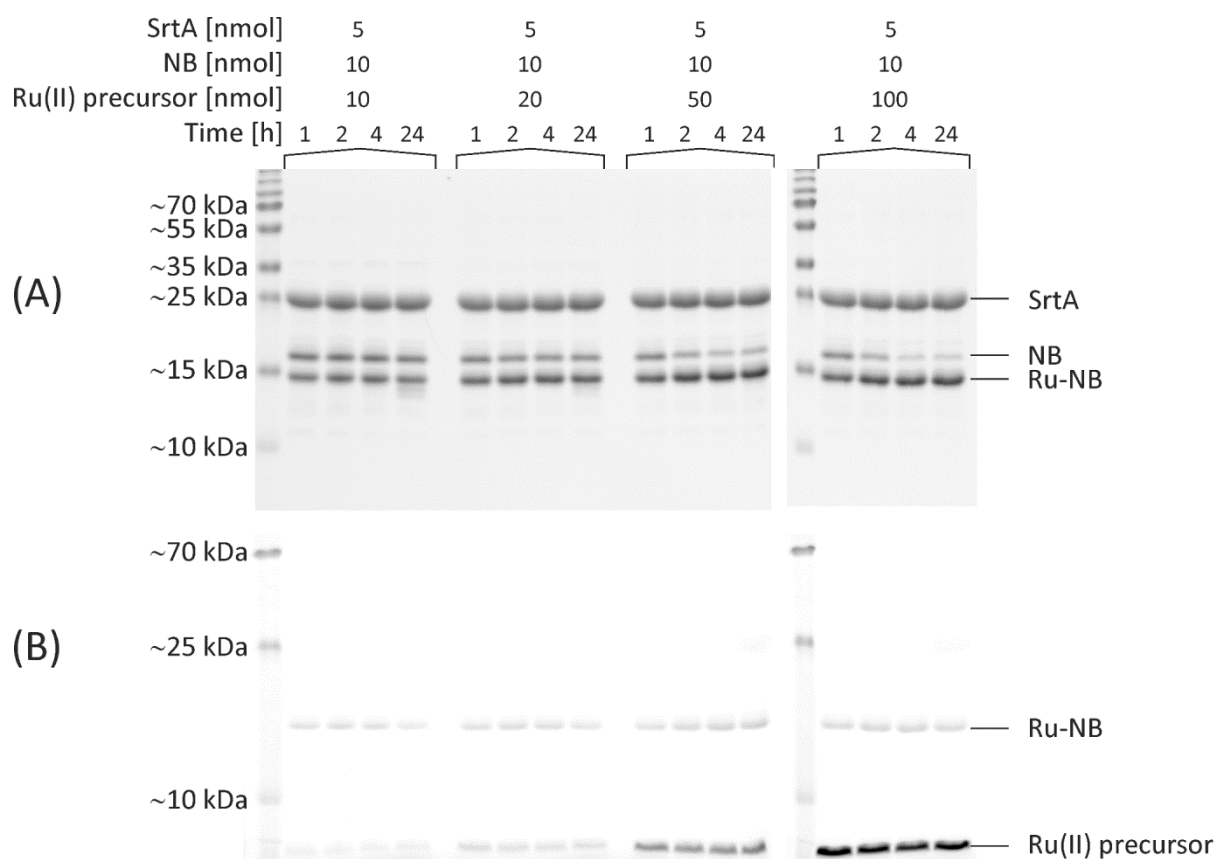 SrtA [nmol] 5 5 5 5
NB [nmol] 10 10 10 10
Ru(II) precursor [nmol] 10 20 50 100
Time [h] 1 2 4 24 1 2 4 24 1 2 4 24 1 2 4 24
~70 kDa
~55 kDa
~35 kDa
(A)
~25 kDa SrtA
NB
~15 kDa Ru-NB
~10 kDa
~70 kDa
(B)
~25 kDa
Ru-NB
~10 kDa
Ru(II) precursor